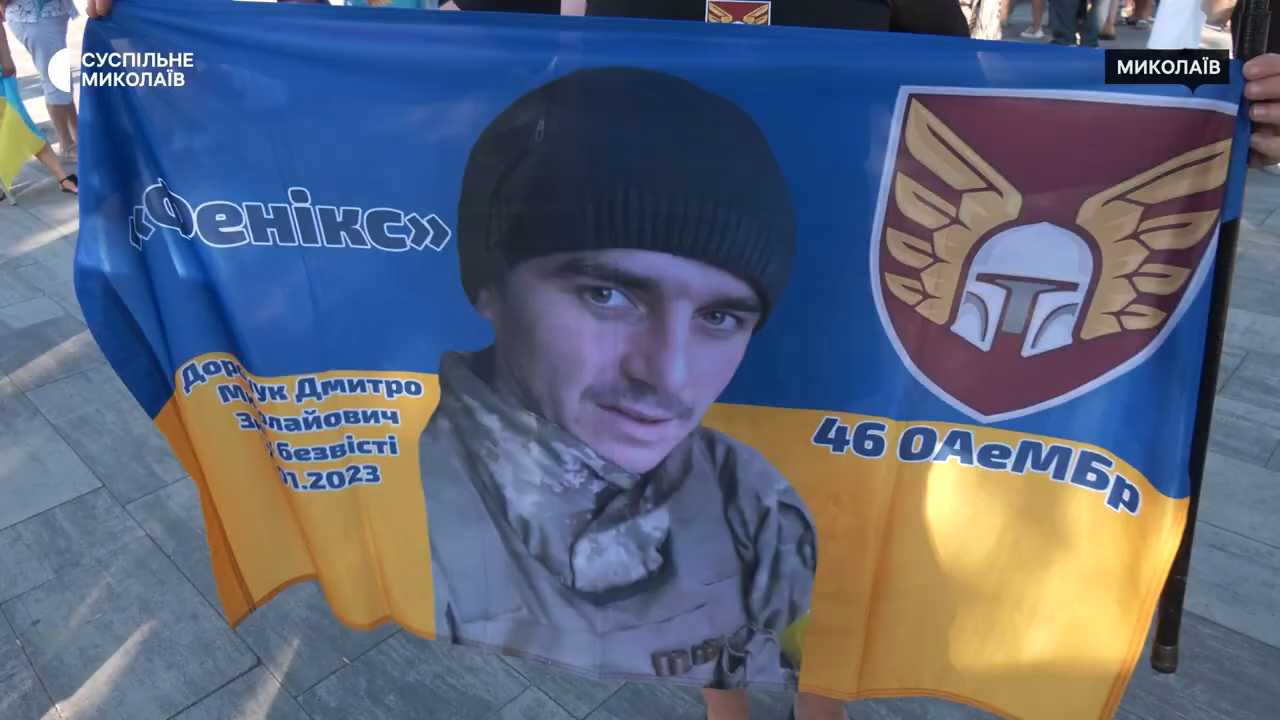 СУСПІЛЬНЕ
МИКОЛАЇВ
МИКОЛАЇВ
«Фенікс»
Дмитро
безвісті
46 ОАеМБр